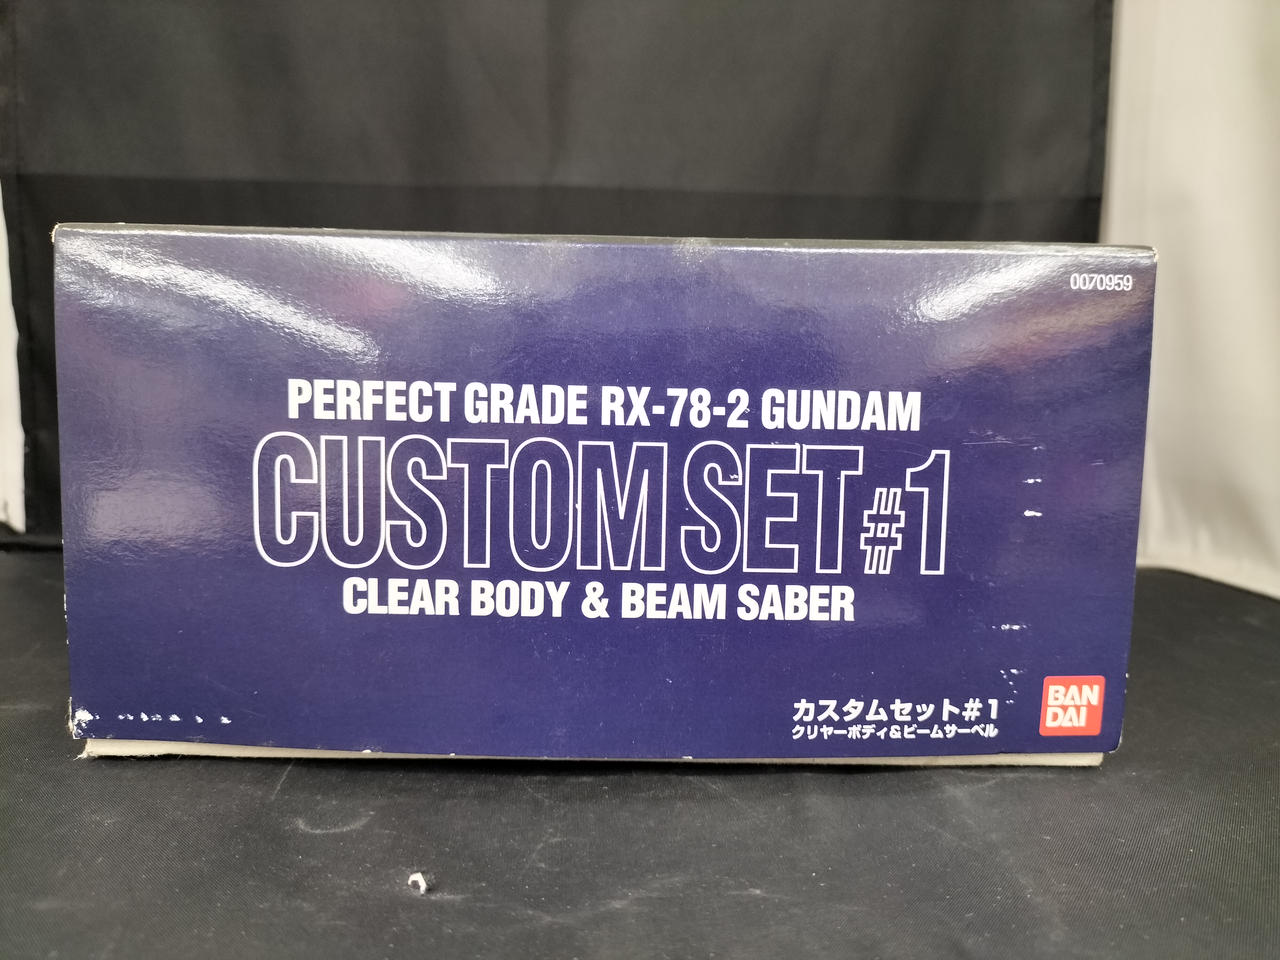 0070959
PERFECT GRADE RX-78-2 GUNDAM
CUSTOM SET #1
CLEAR BODY & BEAM SABER
カスタムセット#1
クリヤーボディ&ビームサーベル
BAN
DAI